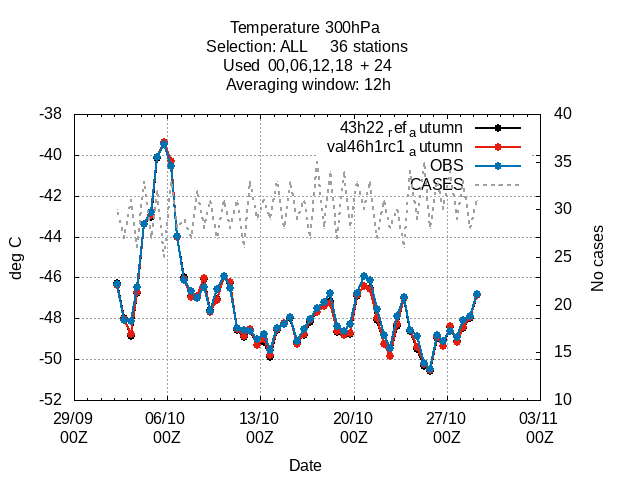 Temperature 300hPa
Selection: ALL 36 stations
Used 00,06,12,18 + 24
Averaging window: 12h
-38
-40
-42
-44
-46
-48
-50
-52
deg C
40
35
30
25
20
15
10
No cases
43h22 ref autumn
val46h1rc1 autumn
OBS
CASES
29/09 06/10 13/10 20/10 27/10 03/11
00Z 00Z 00Z 00Z 00Z 00Z
Date